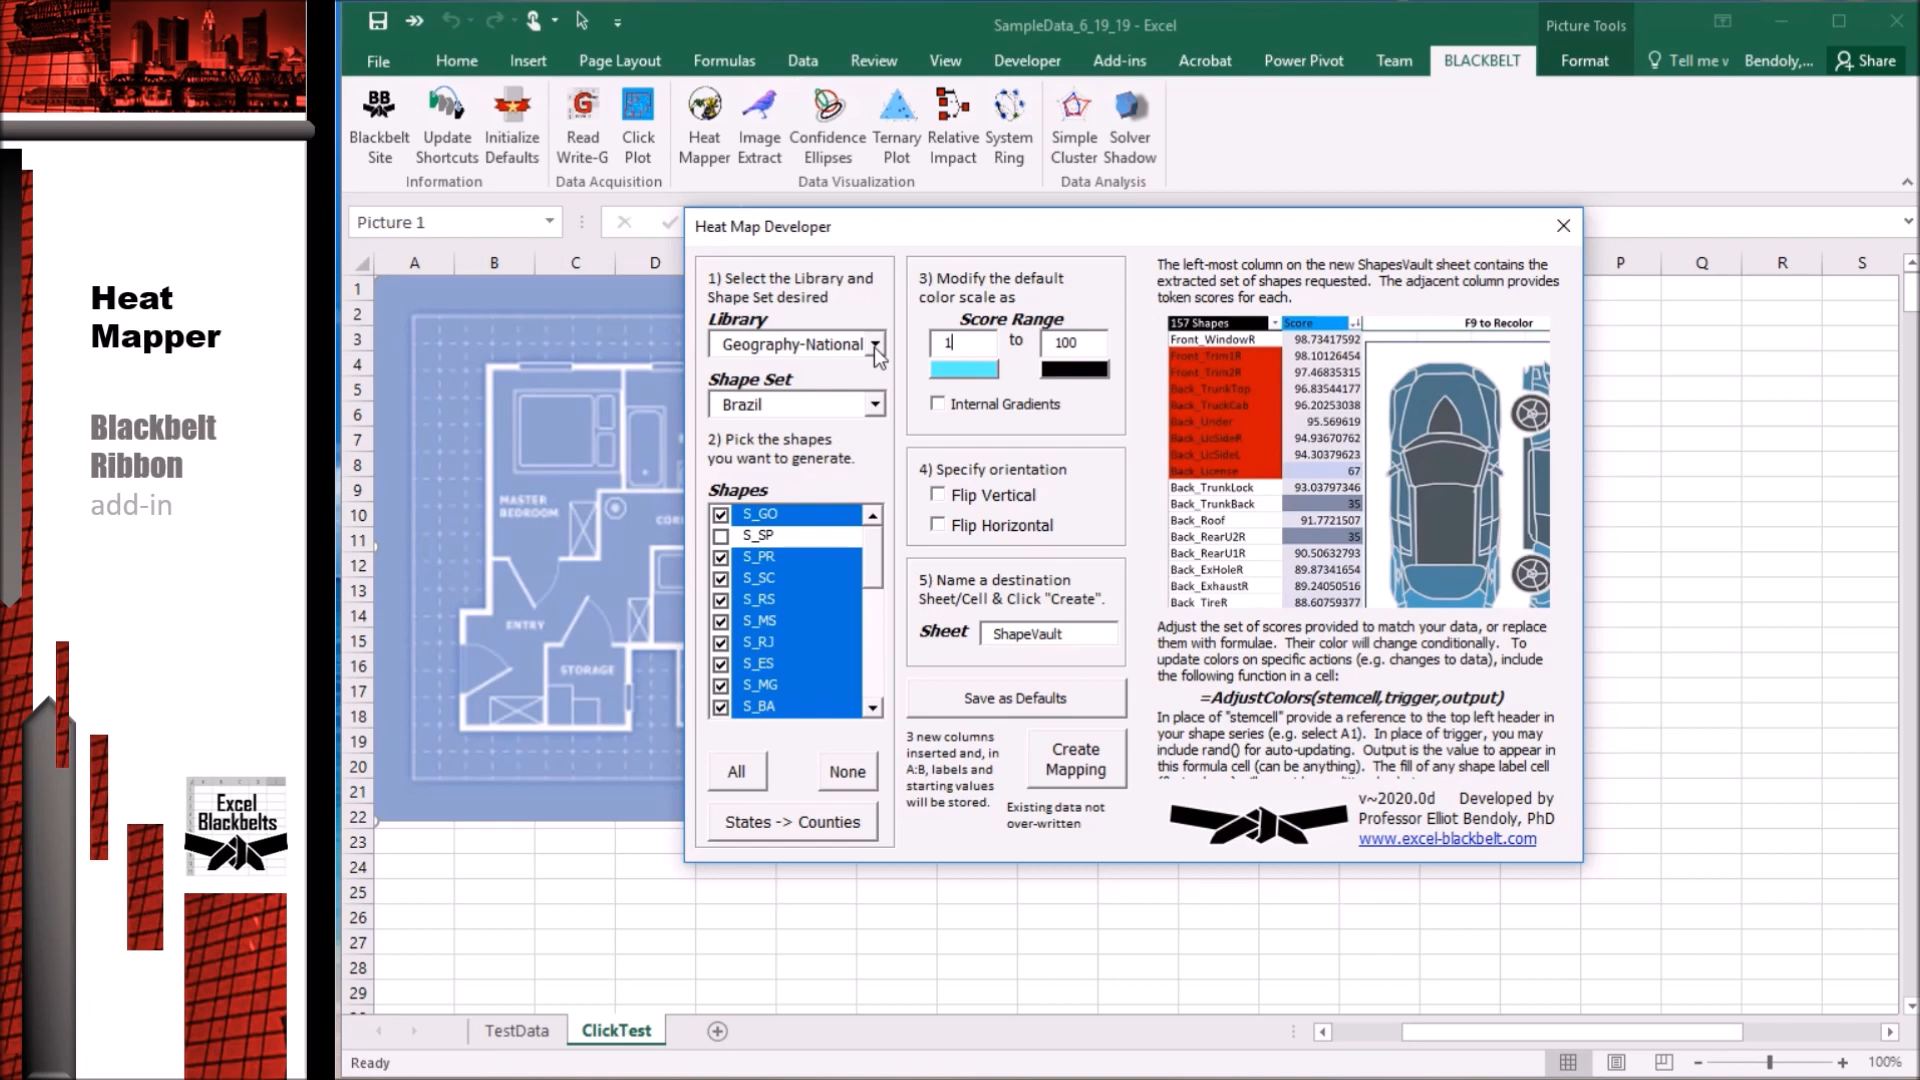 Heat
Mapper
Blackbelt
Ribbon
add-in
Excel
Blackbelts
SampleData_6_19_19 - Excel
Picture Tools
File Home Insert Page Layout Formulas Data Review View Developer Add-ins Acrobat Power Pivot Team BLACKBELT Format Tell me v Bendoly,... Share
BB
Blackbelt Site
Update Shortcuts
Initialize Defaults
Information
G
Read Write-G
Click Plot
Data Acquisition
Heat Mapper
Image Extract
Confidence Ellipses
Ternary Plot
Relative Impact
System Ring
Data Visualization
Simple Cluster
Solver Shadow
Data Analysis
Picture 1
A B C D P Q R S
1
2
3
4
5
6
7
8
9
10
11
12
13
14
15
16
17
18
19
20
21
22
23
24
25
26
27
28
29
MASTER
BEDROOM
ENTRY
STORAGE
Heat Map Developer
1) Select the Library and
Shape Set desired
Library
Geography-National
Shape Set
Brazil
2) Pick the shapes
you want to generate.
Shapes
S_GO
S_SP
S_PR
S_SC
S_RS
S_MS
S_RJ
S_ES
S_MG
S_BA
All None
States -> Counties
3) Modify the default
color scale as
Score Range
1 to 100
Internal Gradients
4) Specify orientation
Flip Vertical
Flip Horizontal
5) Name a destination
Sheet/Cell & Click "Create".
Sheet ShapeVault
Save as Defaults
3 new columns
inserted and, in
A:B, labels and
starting values
will be stored.
Create
Mapping
Existing data not
over-written
The left-most column on the new ShapesVault sheet contains the
extracted set of shapes requested. The adjacent column provides
token scores for each.
157 Shapes Score F9 to Recolor
Front_WindowR 98.73417592
Front_Trim1R 98.10126454
Front_Trim2R 97.46835315
Back_TrunkTop 96.83544177
Back_TruckCab 96.20253038
Back_Under 95.569619
Back_LicSideR 94.93670762
Back_LicSideL 94.30379623
Back_License 67
Back_TrunkLock 93.03797346
Back_TrunkBack 35
Back_Roof 91.7721507
Back_RearU2R 35
Back_RearU1R 90.50632793
Back_ExHoleR 89.87341654
Back_ExhaustR 89.24050516
Back_TireR 88.60759377
Adjust the set of scores provided to match your data, or replace
them with formulae. Their color will change conditionally. To
update colors on specific actions (e.g. changes to data), include
the following function in a cell:
=AdjustColors(stemcell,trigger,output)
In place of "stemcell" provide a reference to the top left header in
your shape series (e.g. select A1). In place of trigger, you may
include rand() for auto-updating. Output is the value to appear in
this formula cell (can be anything). The fill of any shape label cell
v~2020.0d Developed by
Professor Elliot Bendoly, PhD
www.excel-blackbelt.com
TestData ClickTest
Ready
100%